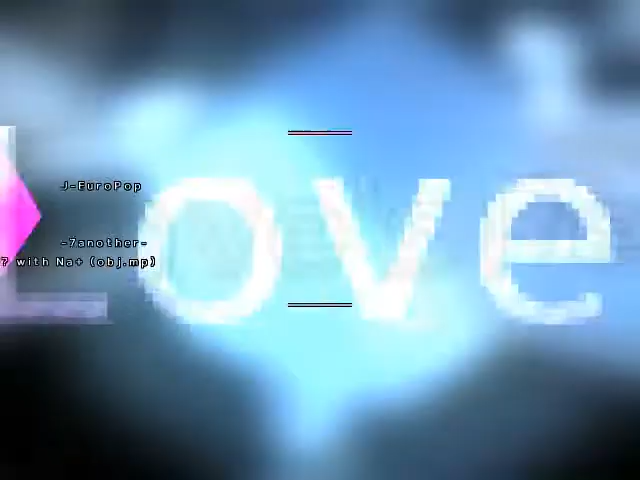 Love
J-EuroPop
-7another-
? with Na+ (obj.mp)